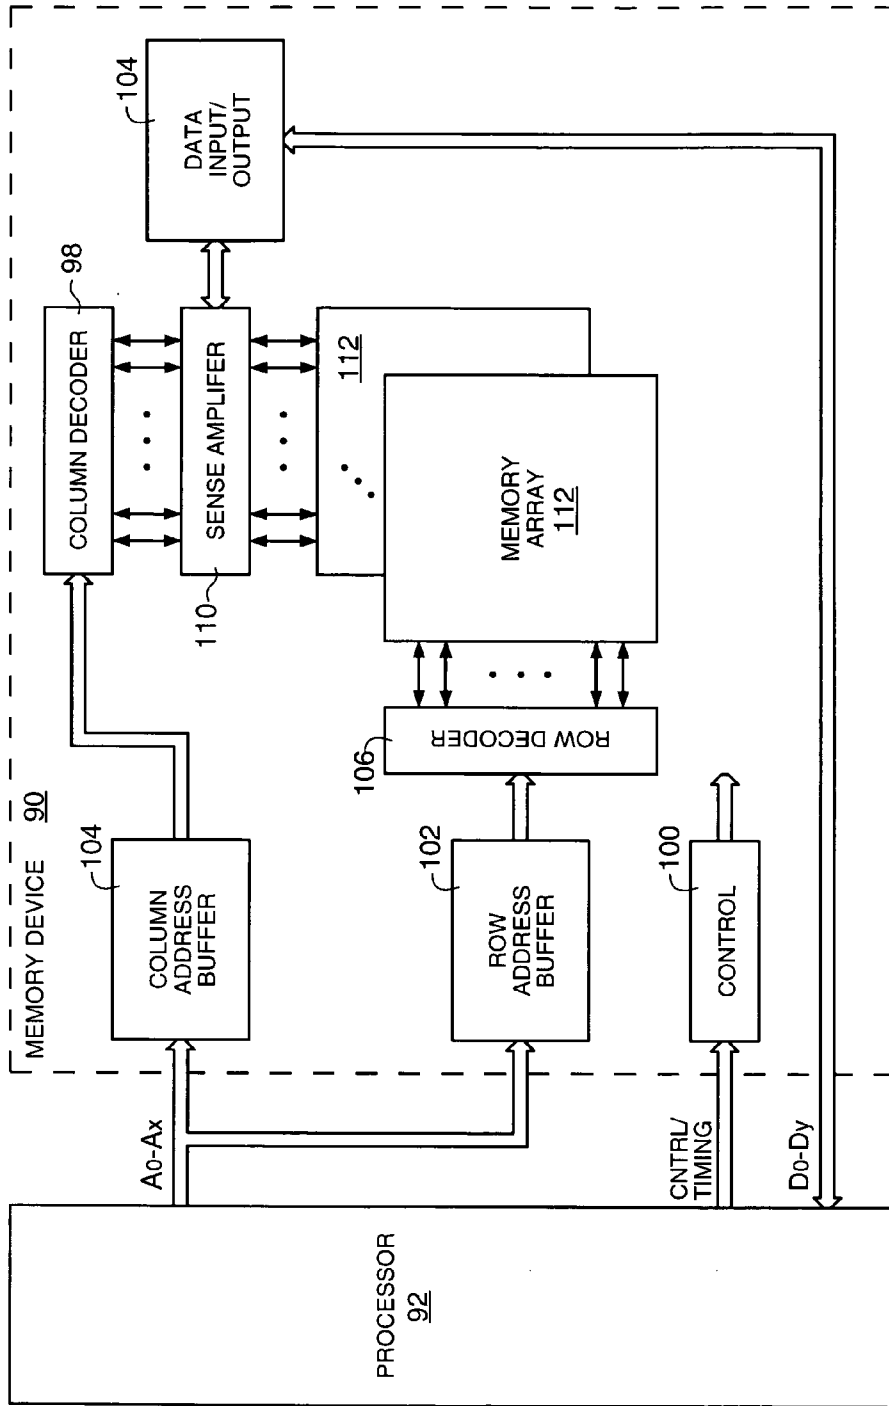 MEMORY DEVICE 90
PROCESSOR
92
A0-Ax
CNTRL/
TIMING
D0-Dy
104
COLUMN
ADDRESS
BUFFER
102
ROW
ADDRESS
BUFFER
100
CONTROL
98
COLUMN DECODER
110
SENSE AMPLIFER
112
MEMORY
ARRAY
112
106
ROW DECODER
104
DATA
INPUT/
OUTPUT